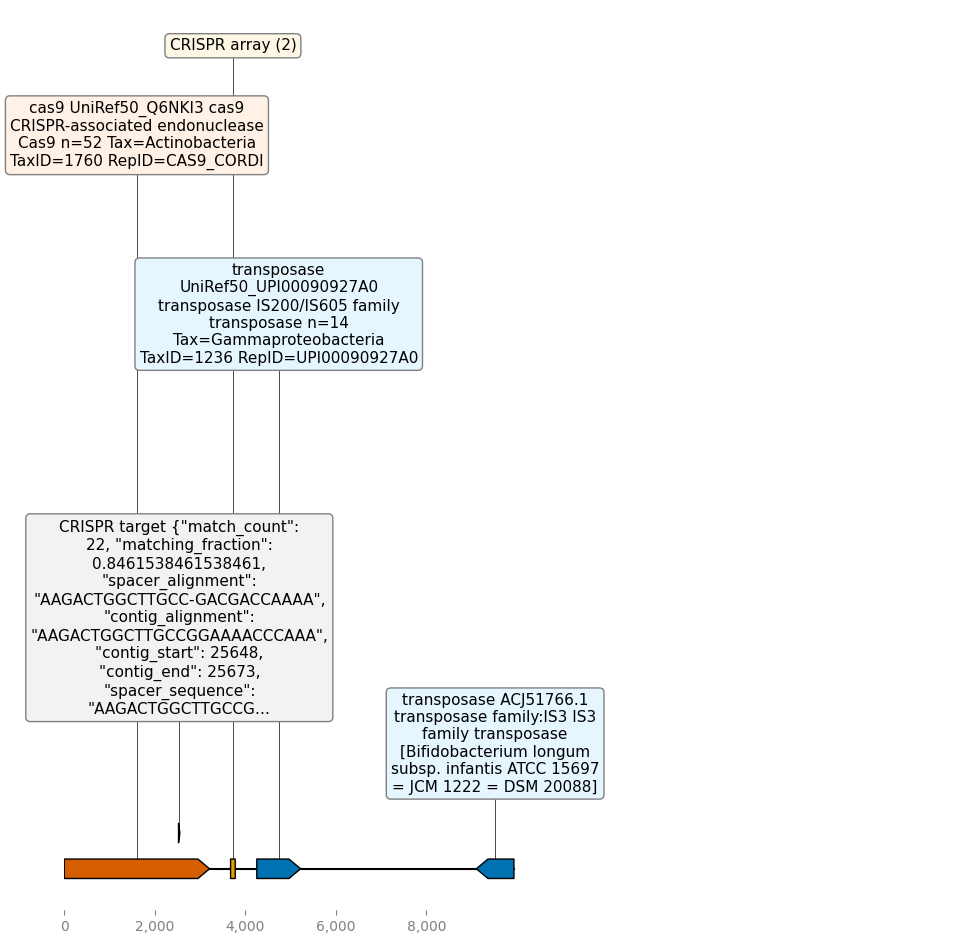 CRISPR array (2)
cas9 UniRef50_Q6NKI3 cas9
CRISPR-associated endonuclease
Cas9 n=52 Tax=Actinobacteria
TaxID=1760 RepID=CAS9_CORDI
transposase
UniRef50_UPI00090927A0
transposase IS200/IS605 family
transposase n=14
Tax=Gammaproteobacteria
TaxID=1236 RepID=UPI00090927A0
CRISPR target {"match_count":
22, "matching_fraction":
0.8461538461538461,
"spacer_alignment":
"AAGACTGGCTTGCC-GACGACCAAAA",
"contig_alignment":
"AAGACTGGCTTGCCGGAAAACCCAAA",
"contig_start": 25648,
"contig_end": 25673,
"spacer_sequence":
"AAGACTGGCTTGCCG...
transposase ACJ51766.1
transposase family:IS3 IS3
family transposase
[Bifidobacterium longum
subsp. infantis ATCC 15697
= JCM 1222 = DSM 20088]
0 2,000 4,000 6,000 8,000